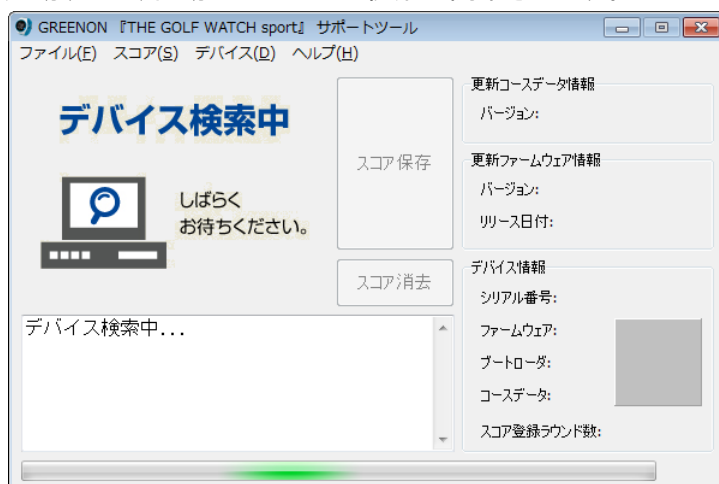 GREENON 『THE GOLF WATCH sport』 サポートツール
ファイル(F) スコア(S) デバイス(D) ヘルプ(H)
デバイス検索中
しばらく
お待ちください。
スコア保存
スコア消去
デバイス検索中...
更新コースデータ情報
バージョン:
更新ファームウェア情報
バージョン:
リリース日付:
デバイス情報
シリアル番号:
ファームウェア:
ブートローダ:
コースデータ:
スコア登録ラウンド数: